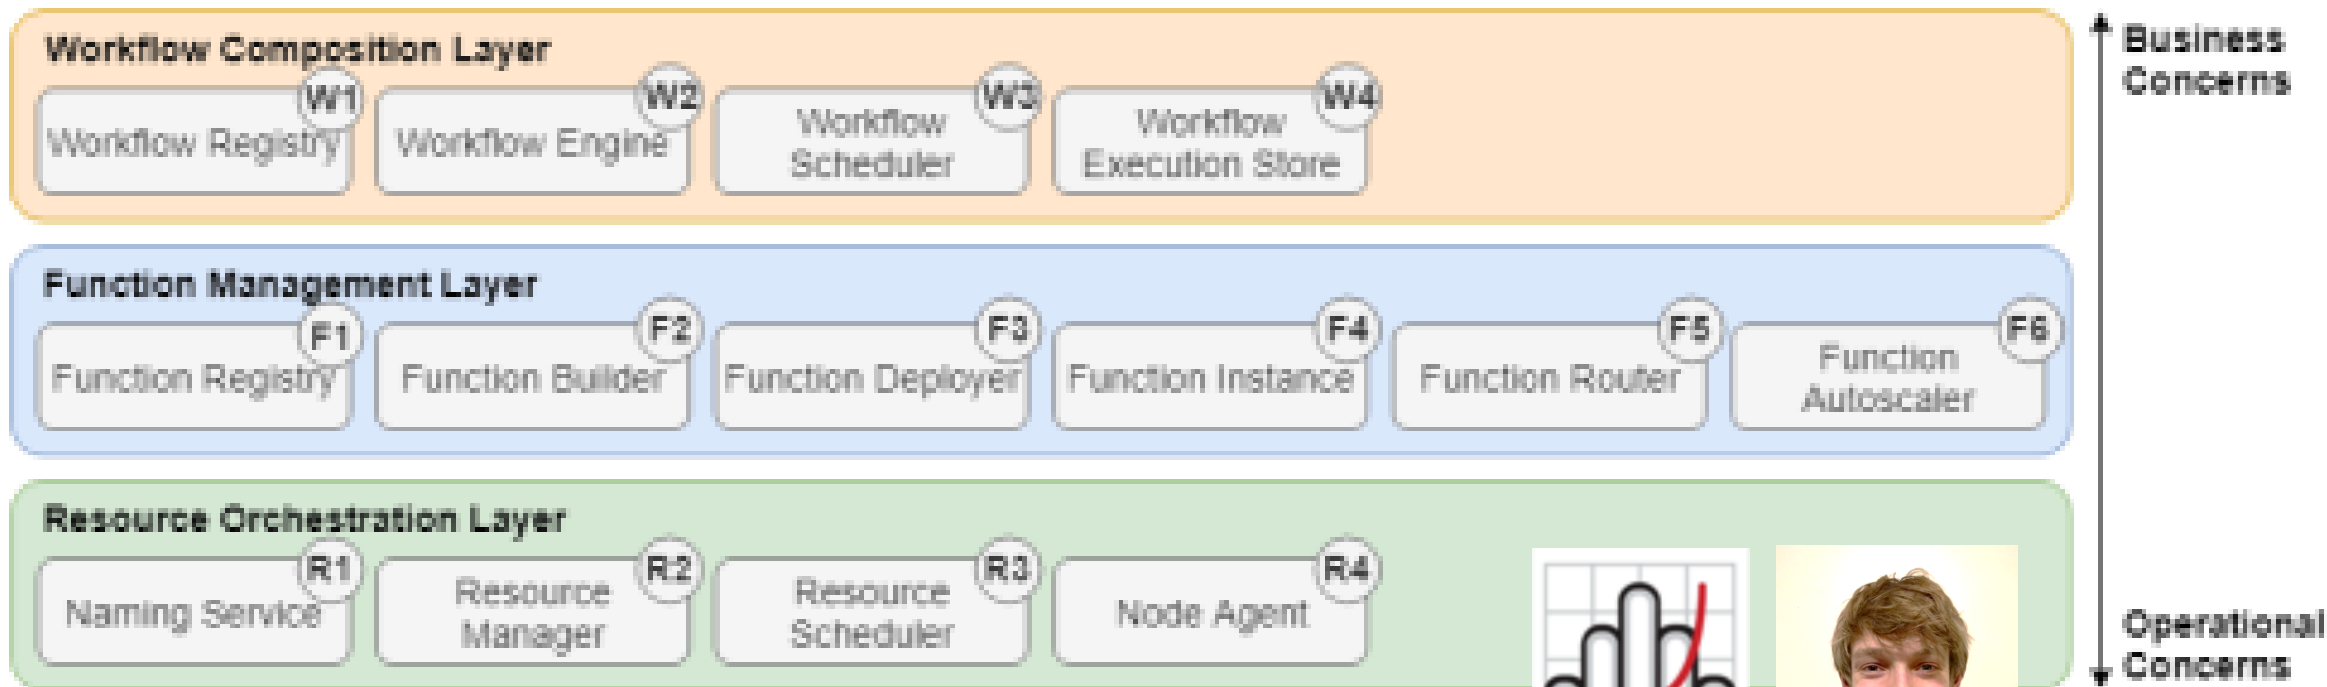 Workflow Composition Layer
W1
Workflow Registry
W2
Workflow Engine
W3
Workflow
Scheduler
W4
Workflow
Execution Store
Function Management Layer
F1
Function Registry
F2
Function Builder
F3
Function Deployer
F4
Function Instance
F5
Function Router
F6
Function
Autoscaler
Resource Orchestration Layer
R1
Naming Service
R2
Resource
Manager
R3
Resource
Scheduler
R4
Node Agent
Business
Concerns
Operational
Concerns